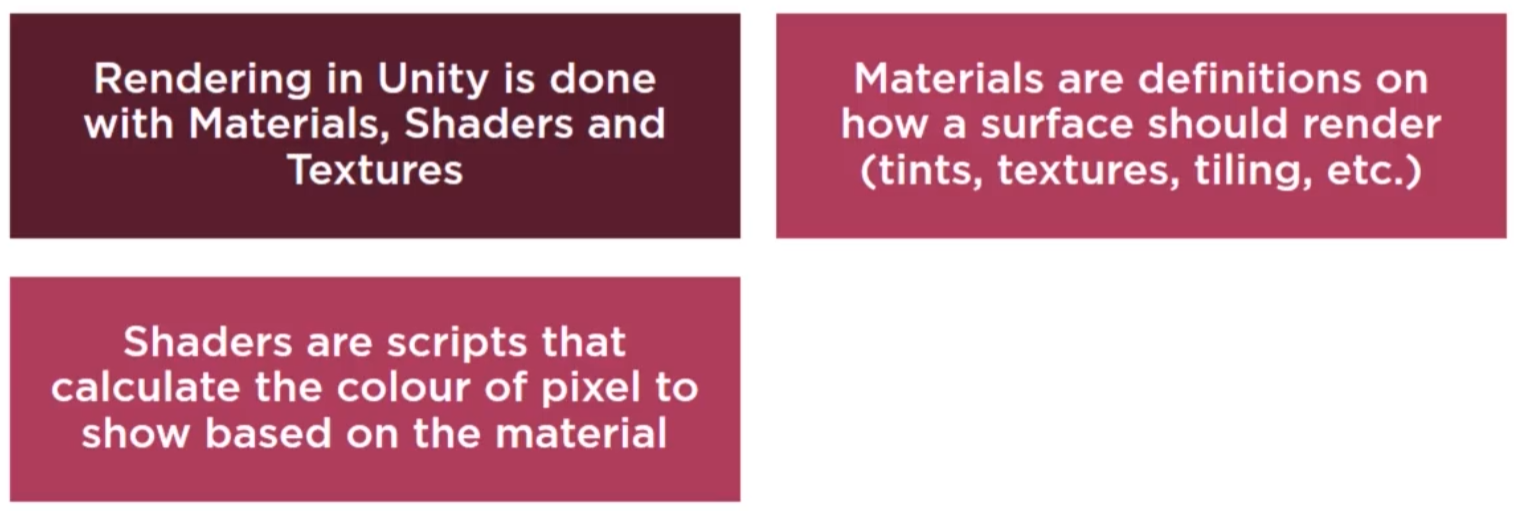 Rendering in Unity is done
with Materials, Shaders and
Textures
Materials are definitions on
how a surface should render
(tints, textures, tiling, etc.)
Shaders are scripts that
calculate the colour of pixel to
show based on the material